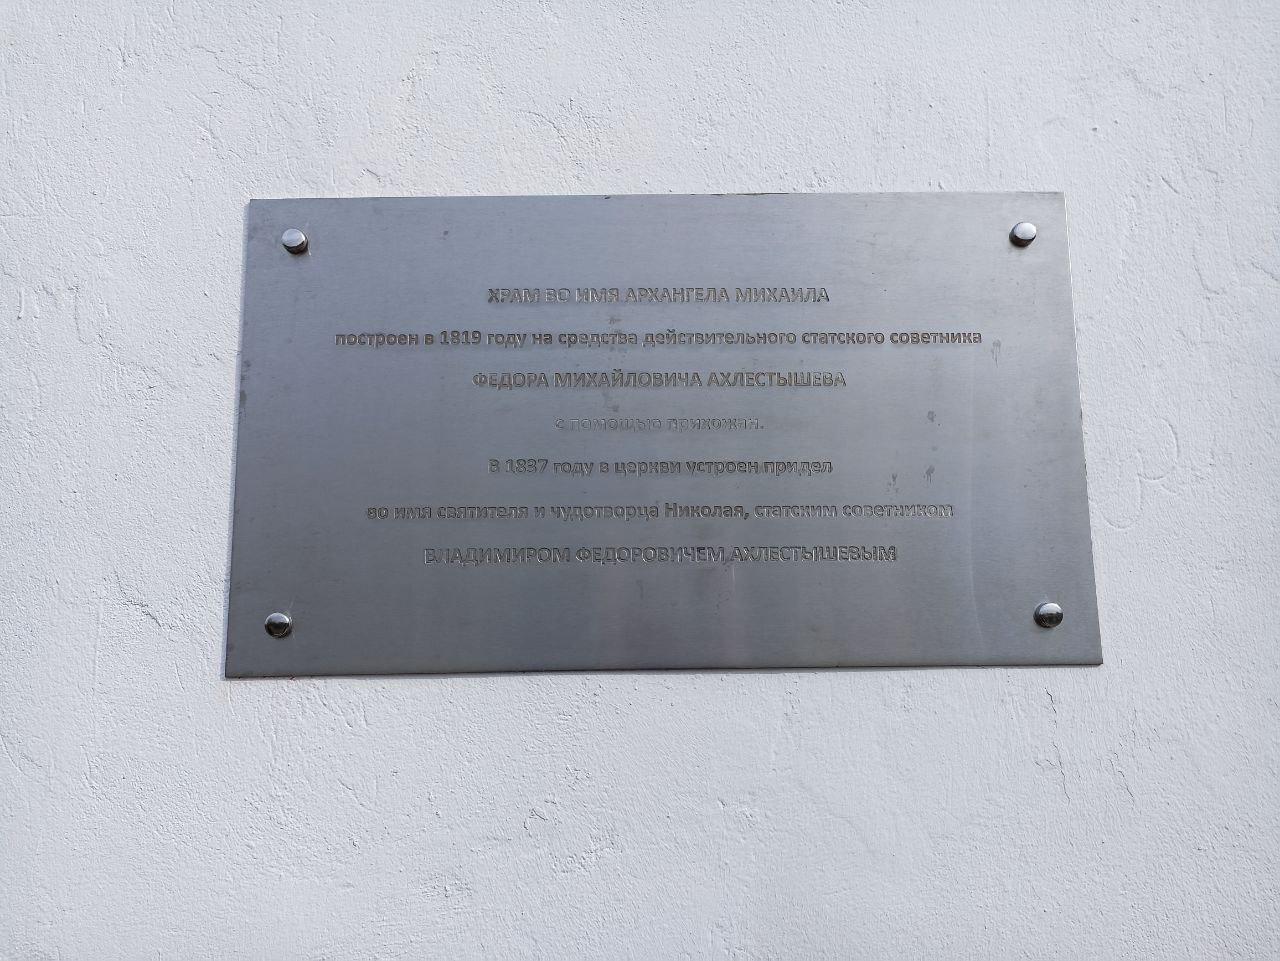 ХРАМ ВО ИМЯ АРХАНГЕЛА МИХАИЛА
построен в 1819 году на средства действительного статского советника
ФЕДОРА МИХАЙЛОВИЧА АХЛЕСТЫШЕВА
с помощью прихожан.
В 1837 году в церкви устроен придел
во имя святителя и чудотворца Николая, статским советником
ВЛАДИМИРОМ ФЕДОРОВИЧЕМ АХЛЕСТЫШЕВЫМ